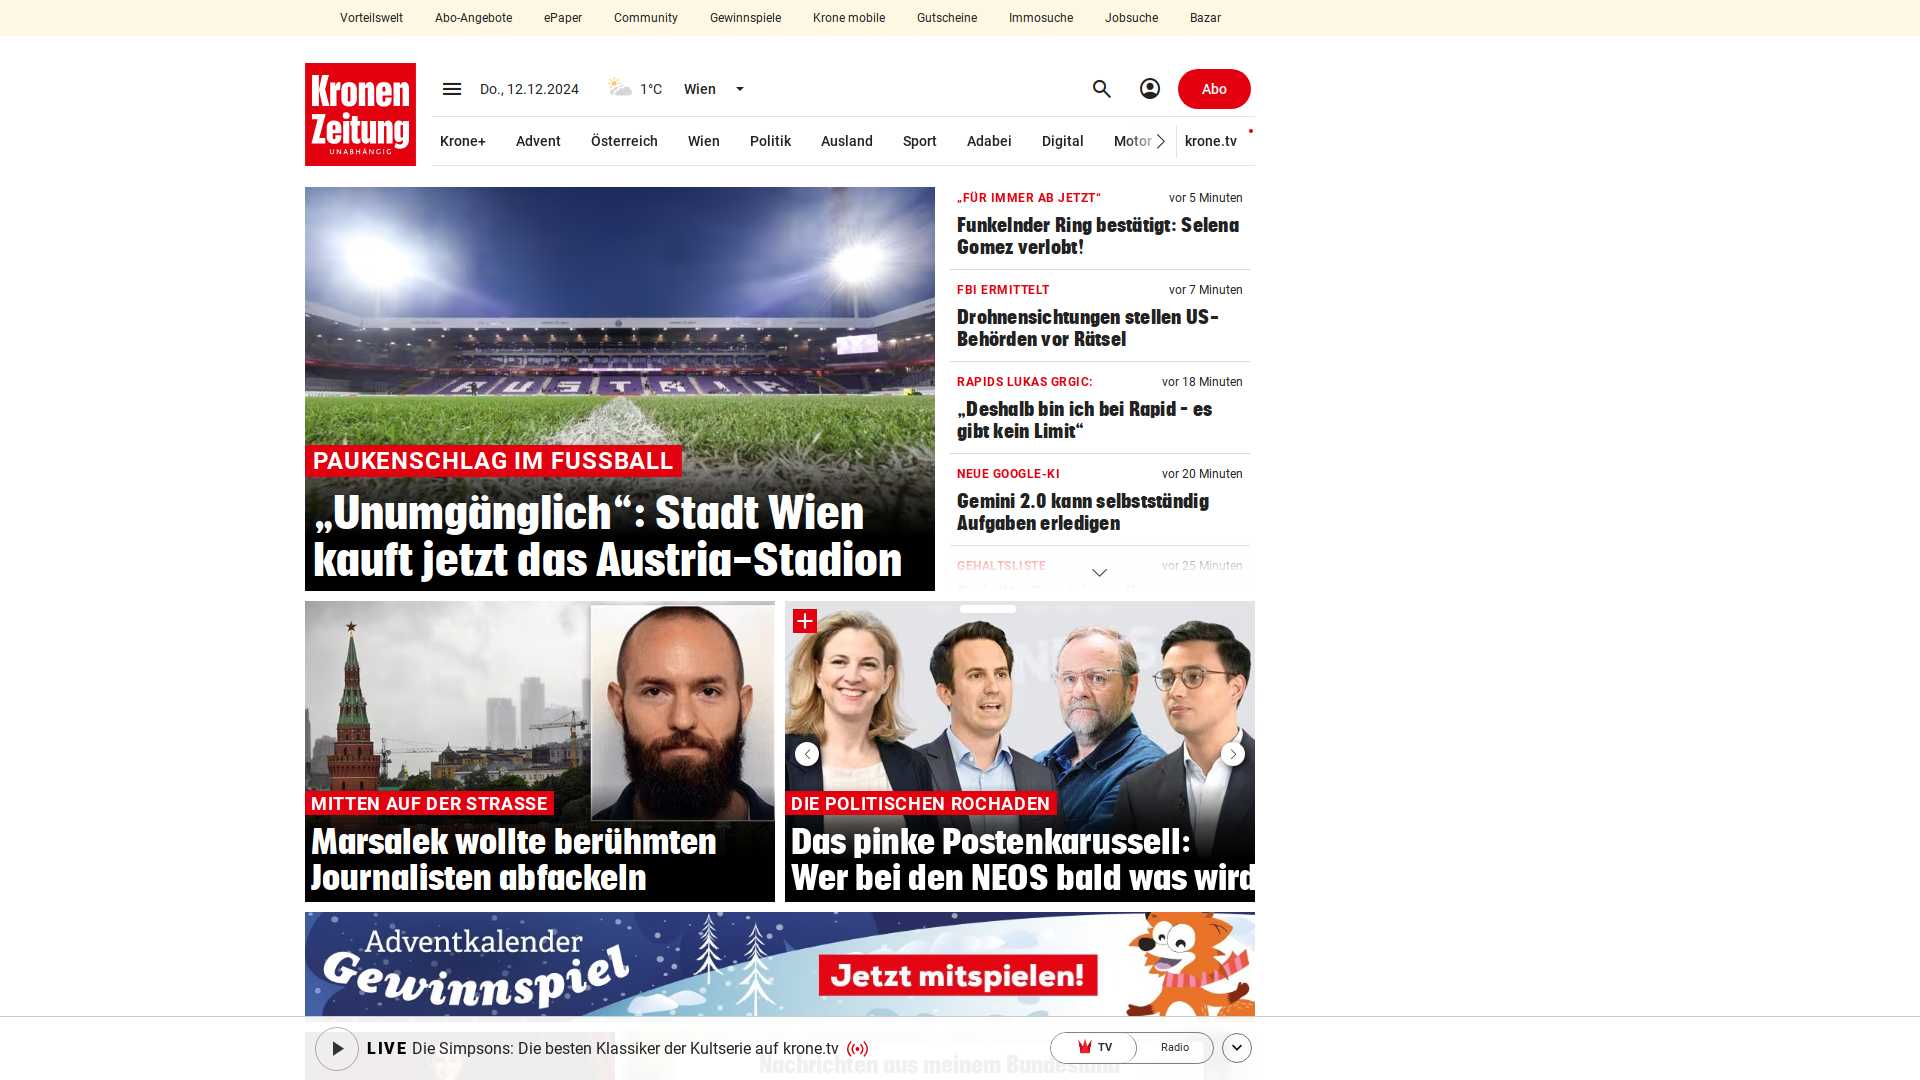 Vorteilswelt Abo-Angebote ePaper Community Gewinnspiele Krone mobile Gutscheine Immosuche Jobsuche Bazar
Kronen
Zeitung
UNABHÄNGIG
Do., 12.12.2024 1°C Wien Abo
Krone+ Advent Österreich Wien Politik Ausland Sport Adabei Digital Motor krone.tv
AUSTRIA
PAUKENSCHLAG IM FUSSBALL
„Unumgänglich“: Stadt Wien
kauft jetzt das Austria-Stadion
„FÜR IMMER AB JETZT“ vor 5 Minuten
Funkelnder Ring bestätigt: Selena
Gomez verlobt!
FBI ERMITTELT vor 7 Minuten
Drohnensichtungen stellen US-
Behörden vor Rätsel
RAPIDS LUKAS GRGIC: vor 18 Minuten
„Deshalb bin ich bei Rapid – es
gibt kein Limit“
NEUE GOOGLE-KI vor 20 Minuten
Gemini 2.0 kann selbstständig
Aufgaben erledigen
GEHALTSLISTE vor 25 Minuten
MITTEN AUF DER STRASSE
Marsalek wollte berühmten
Journalisten abfackeln
DIE POLITISCHEN ROCHADEN
Das pinke Postenkarussell:
Wer bei den NEOS bald was wird
Adventkalender
Gewinnspiel
Jetzt mitspielen!
LIVE Die Simpsons: Die besten Klassiker der Kultserie auf krone.tv TV Radio
Nachrichten aus meinem Bundesland